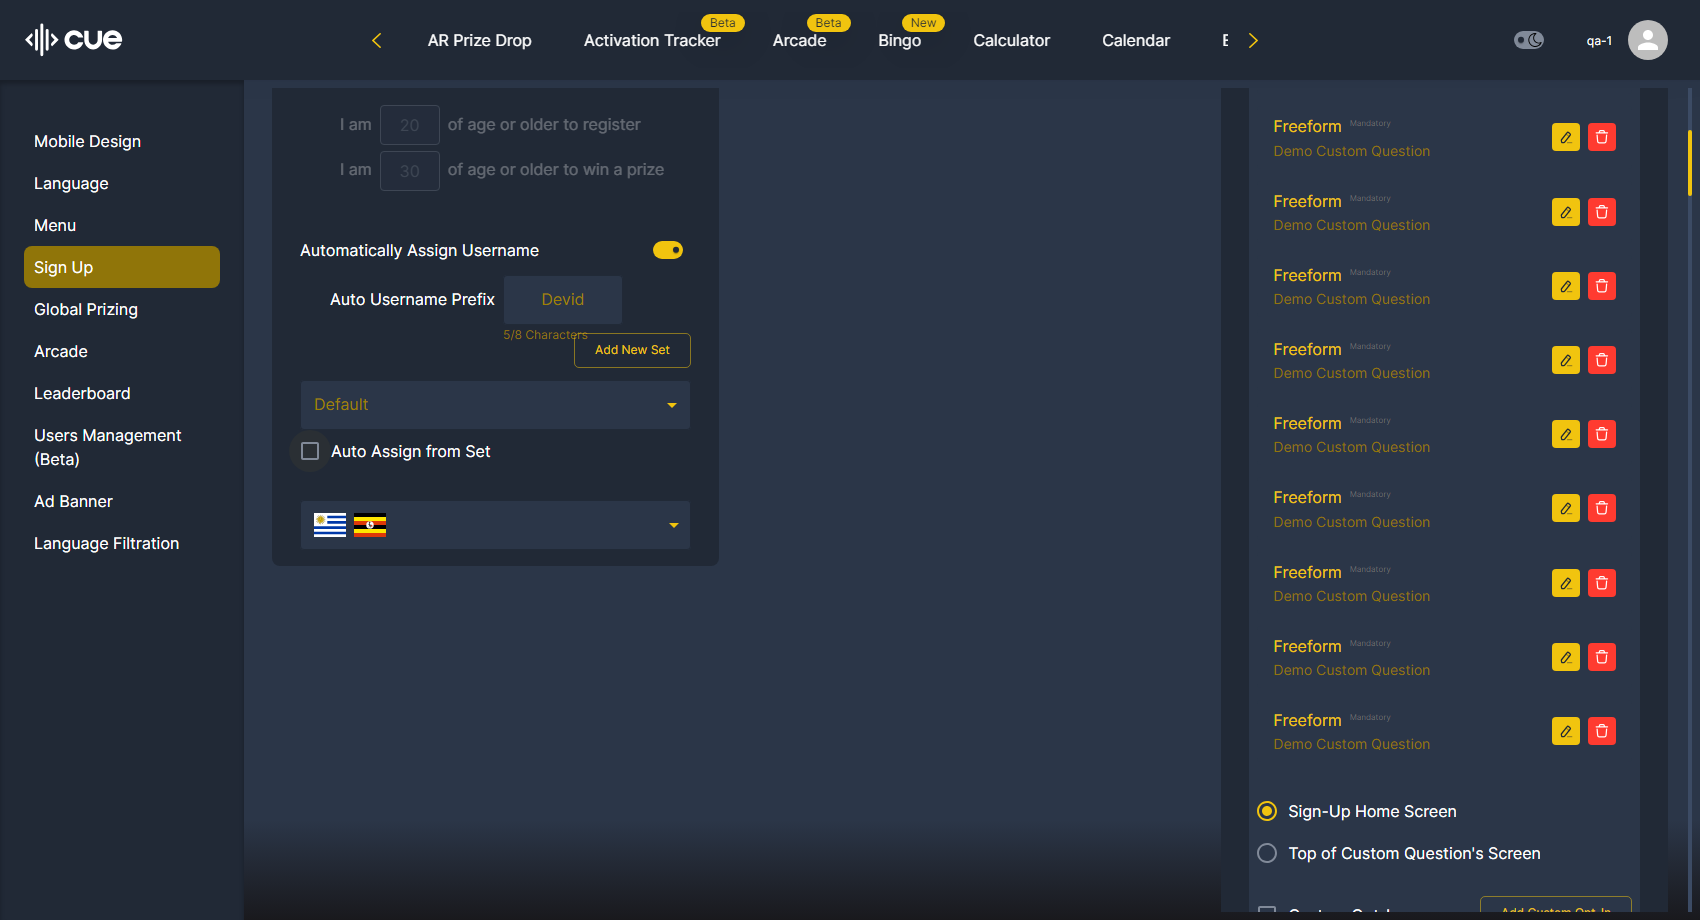 cue
AR Prize Drop
Activation Tracker
Beta
Arcade
Beta
Bingo
New
Calculator
Calendar
qa-1
Mobile Design
Language
Menu
Sign Up
Global Prizing
Arcade
Leaderboard
Users Management
(Beta)
Ad Banner
Language Filtration
I am 20 of age or older to register
I am 30 of age or older to win a prize
Automatically Assign Username
Auto Username Prefix Devid
5/8 Characters
Add New Set
Default
Auto Assign from Set
Freeform Mandatory
Demo Custom Question
Freeform Mandatory
Demo Custom Question
Freeform Mandatory
Demo Custom Question
Freeform Mandatory
Demo Custom Question
Freeform Mandatory
Demo Custom Question
Freeform Mandatory
Demo Custom Question
Freeform Mandatory
Demo Custom Question
Freeform Mandatory
Demo Custom Question
Freeform Mandatory
Demo Custom Question
Sign-Up Home Screen
Top of Custom Question's Screen
Add Custom Opt-In